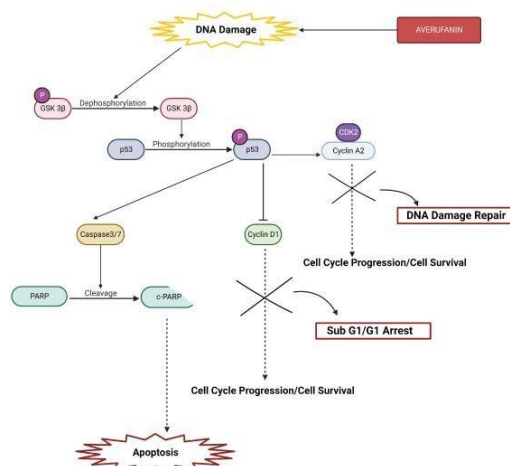 DNA Damage
AVERUFANIN
P
GSK 3β
Dephosphorylation
GSK 3β
p53
Phosphorylation
P
p53
CDK2
Cyclin A2
DNA Damage Repair
Caspase3/7
Cyclin D1
Cell Cycle Progression/Cell Survival
PARP
Cleavage
c-PARP
Sub G1/G1 Arrest
Cell Cycle Progression/Cell Survival
Apoptosis